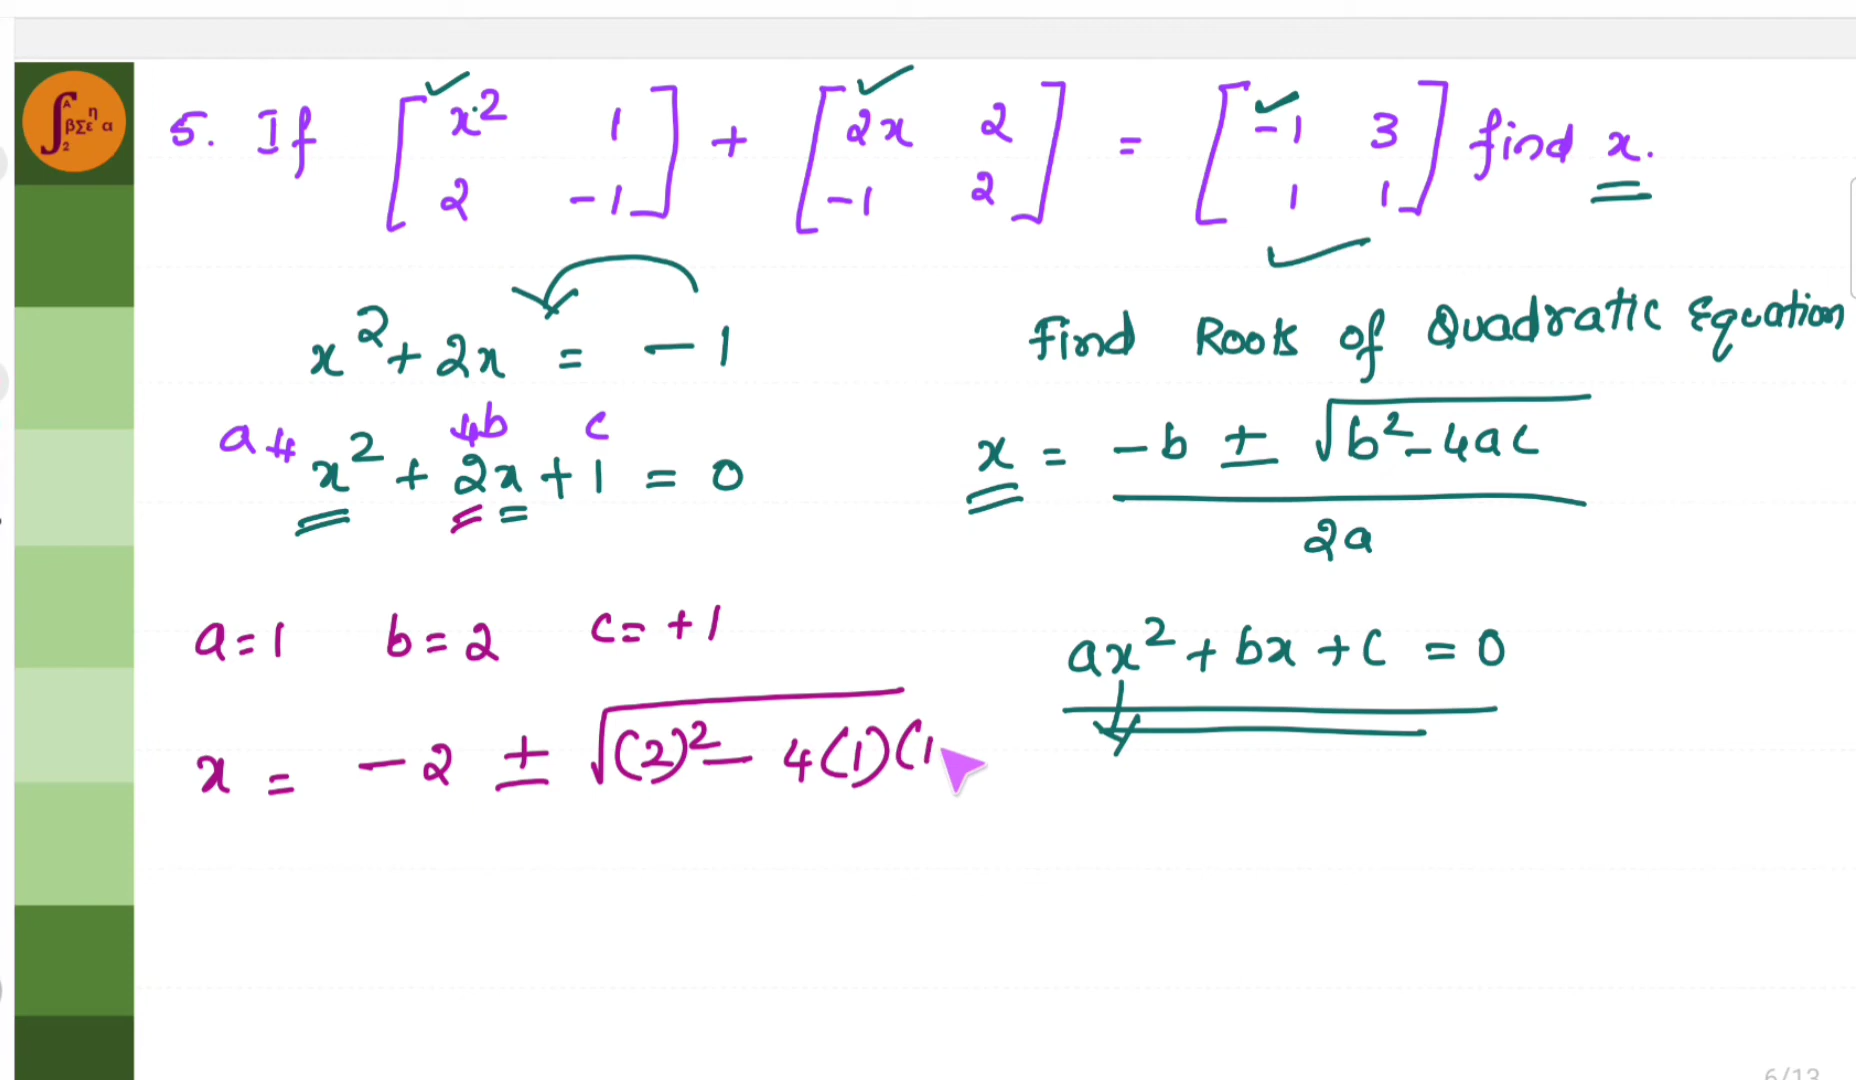 5. If [x² 1] + [2x 2] = [-1 3] find x.
[2 -1] [-1 2] [1 1]
x² + 2x = -1
Find Roots of Quadratic Equation
a b c
x² + 2x + 1 = 0
x = -b ± √b² - 4ac
2a
a = 1 b = 2 c = +1
ax² + bx + c = 0
x = -2 ± √(2)² - 4(1)(1
6/13